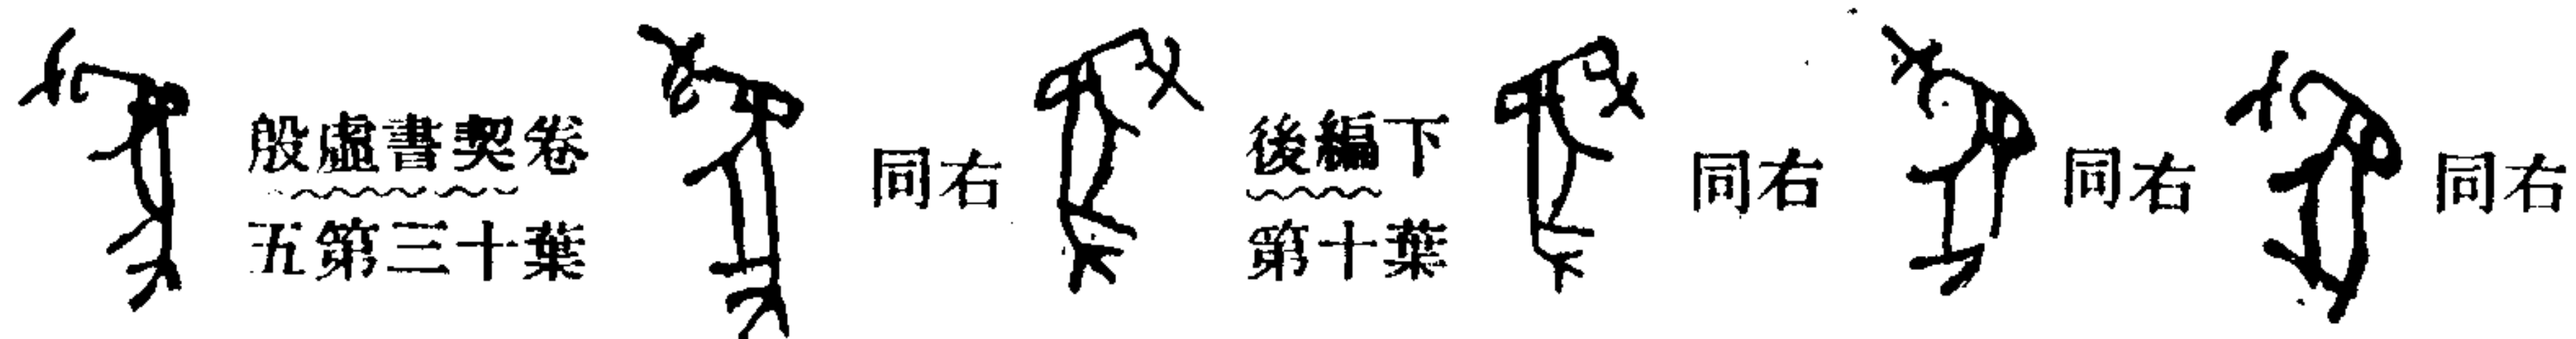 殷虛書契卷
五第三十葉
同右
後編下
第十葉
同右
同右
同右